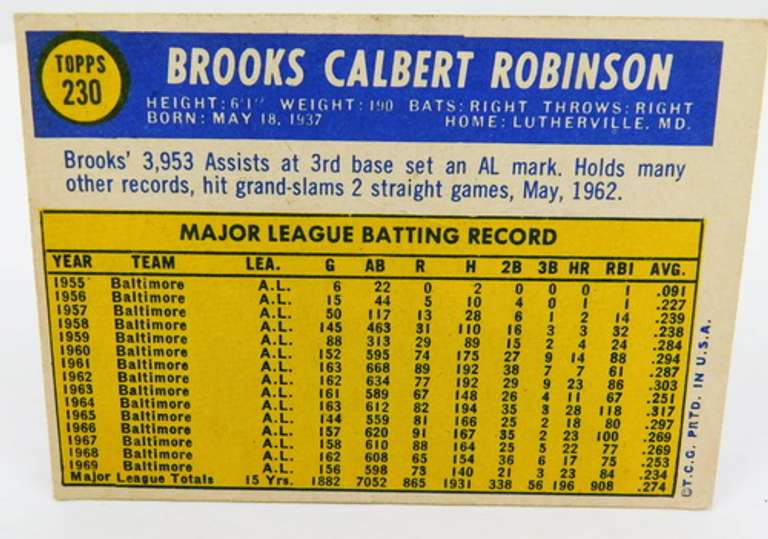 TOPPS
230
BROOKS CALBERT ROBINSON
HEIGHT: 6'1" WEIGHT: 190 BATS: RIGHT THROWS: RIGHT
BORN: MAY 18, 1937 HOME: LUTHERVILLE, MD.
Brooks' 3,953 Assists at 3rd base set an AL mark. Holds many
other records, hit grand-slams 2 straight games, May, 1962.
MAJOR LEAGUE BATTING RECORD
YEAR TEAM LEA. G AB R H 2B 3B HR RBI AVG.
1955 Baltimore A.L. 6 22 0 2 0 0 0 1 .091
1956 Baltimore A.L. 15 44 5 10 4 0 1 1 .227
1957 Baltimore A.L. 50 117 13 28 6 1 2 14 .239
1958 Baltimore A.L. 145 463 31 110 16 3 3 32 .238
1959 Baltimore A.L. 88 313 29 89 15 2 4 24 .284
1960 Baltimore A.L. 152 595 74 175 27 9 14 88 .294
1961 Baltimore A.L. 163 668 89 192 38 7 7 61 .287
1962 Baltimore A.L. 162 634 77 192 29 9 23 86 .303
1963 Baltimore A.L. 161 589 67 148 26 4 11 67 .251
1964 Baltimore A.L. 163 612 82 194 35 3 28 118 .317
1965 Baltimore A.L. 144 559 81 166 25 2 18 80 .297
1966 Baltimore A.L. 157 620 91 167 35 2 23 100 .269
1967 Baltimore A.L. 158 610 88 164 25 5 22 77 .269
1968 Baltimore A.L. 162 608 65 154 36 6 17 75 .253
1969 Baltimore A.L. 156 598 73 140 21 3 23 84 .234
Major League Totals 15 Yrs. 1882 7052 865 1931 338 56 196 908 .274
©T.C.G. PRTD. IN U.S.A.